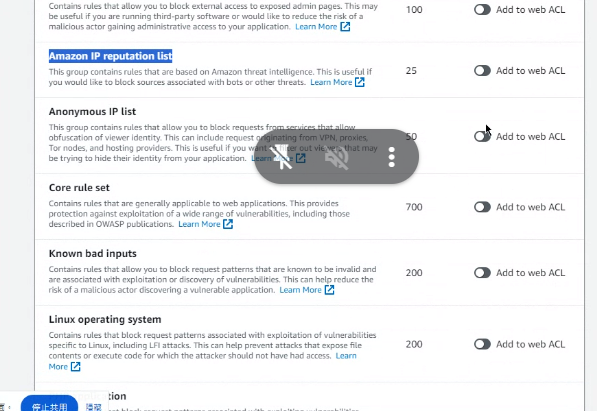 Contains rules that allow you to block external access to exposed admin pages. This may
be useful if you are running third-party software or would like to reduce the risk of a
malicious actor gaining administrative access to your application. Learn More
100
Add to web ACL
Amazon IP reputation list
This group contains rules that are based on Amazon threat intelligence. This is useful if
you would like to block sources associated with bots or other threats. Learn More
25
Add to web ACL
Anonymous IP list
This group contains rules that allow you to block requests from services that allow
obfuscation of viewer identity. This can include request originating from VPN, proxies,
Tor nodes, and hosting providers. This is useful if you want to filter out viewers that may
be trying to hide their identity from your application. Learn More
50
Add to web ACL
Core rule set
Contains rules that are generally applicable to web applications. This provides
protection against exploitation of a wide range of vulnerabilities, including those
described in OWASP publications. Learn More
700
Add to web ACL
Known bad inputs
Contains rules that allow you to block request patterns that are known to be invalid and
are associated with exploitation or discovery of vulnerabilities. This can help reduce the
risk of a malicious actor discovering a vulnerable application. Learn More
200
Add to web ACL
Linux operating system
Contains rules that block request patterns associated with exploitation of vulnerabilities
specific to Linux, including LFI attacks. This can help prevent attacks that expose file
contents or execute code for which the attacker should not have had access. Learn
More
200
Add to web ACL
停止共用
隱藏